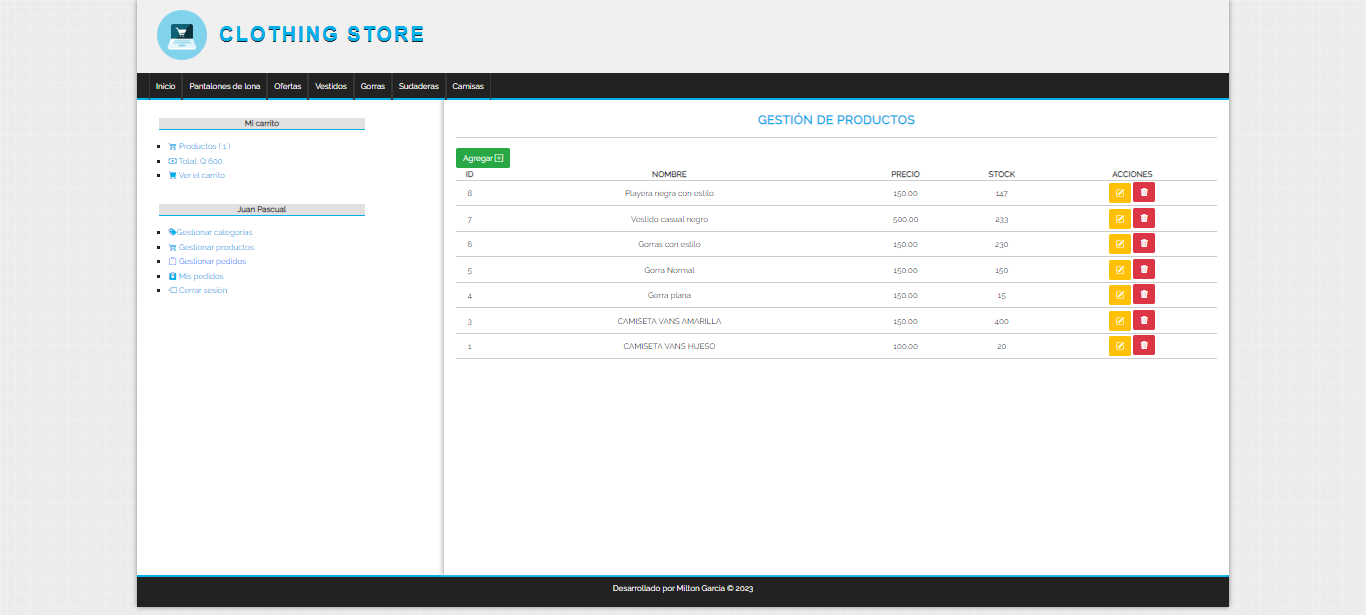 CLOTHING STORE
Inicio Pantalones de lona Ofertas Vestidos Gorras Sudaderas Camisas
Mi carrito
Productos ( 1 )
Total: Q 600
Ver el carrito
Juan Pascual
Gestionar categorias
Gestionar productos
Gestionar pedidos
Mis pedidos
Cerrar sesión
GESTIÓN DE PRODUCTOS
Agregar
ID NOMBRE PRECIO STOCK ACCIONES
8 Playera negra con estilo 150.00 147
7 Vestido casual negro 500.00 233
6 Gorras con estilo 150.00 230
5 Gorra Normal 150.00 150
4 Gorra plana 150.00 15
3 CAMISETA VANS AMARILLA 150.00 400
1 CAMISETA VANS HUESO 100.00 20
Desarrollado por Milton Garcia © 2023